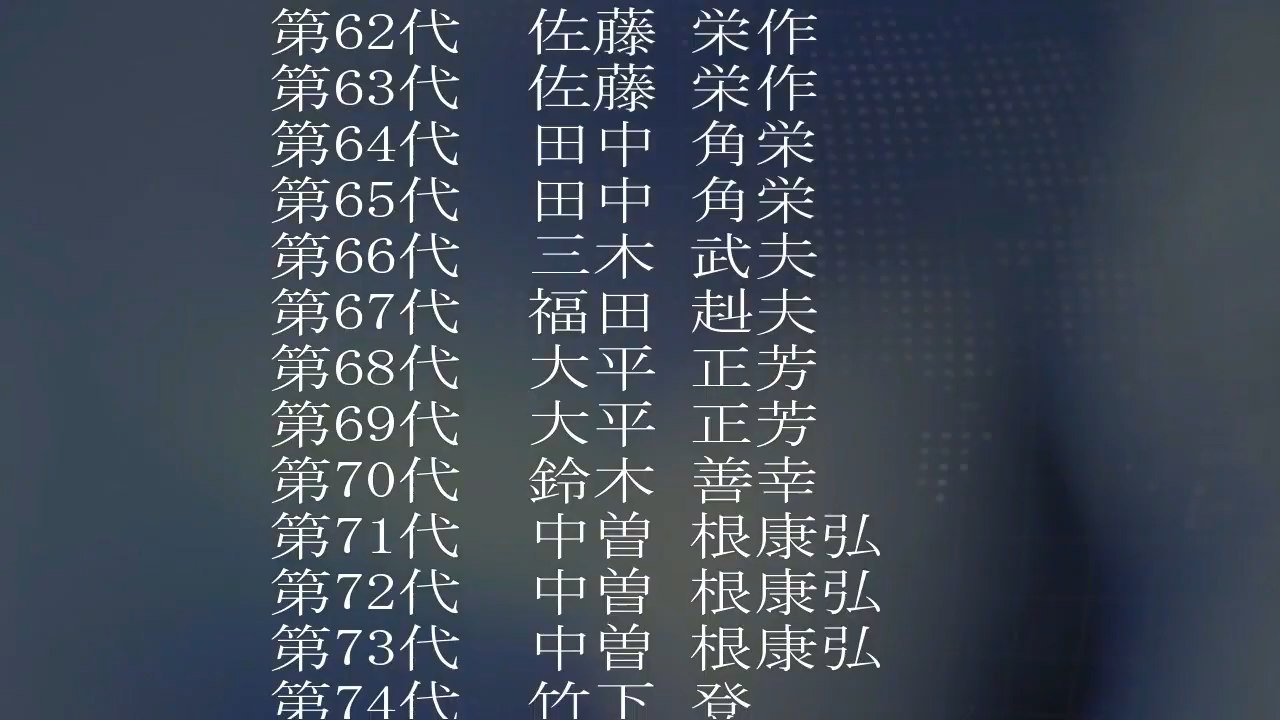 第62代 佐藤 栄作
第63代 佐藤 栄作
第64代 田中 角栄
第65代 田中 角栄
第66代 三木 武夫
第67代 福田 赳夫
第68代 大平 正芳
第69代 大平 正芳
第70代 鈴木 善幸
第71代 中曽 根康弘
第72代 中曽 根康弘
第73代 中曽 根康弘
第74代 竹下 登